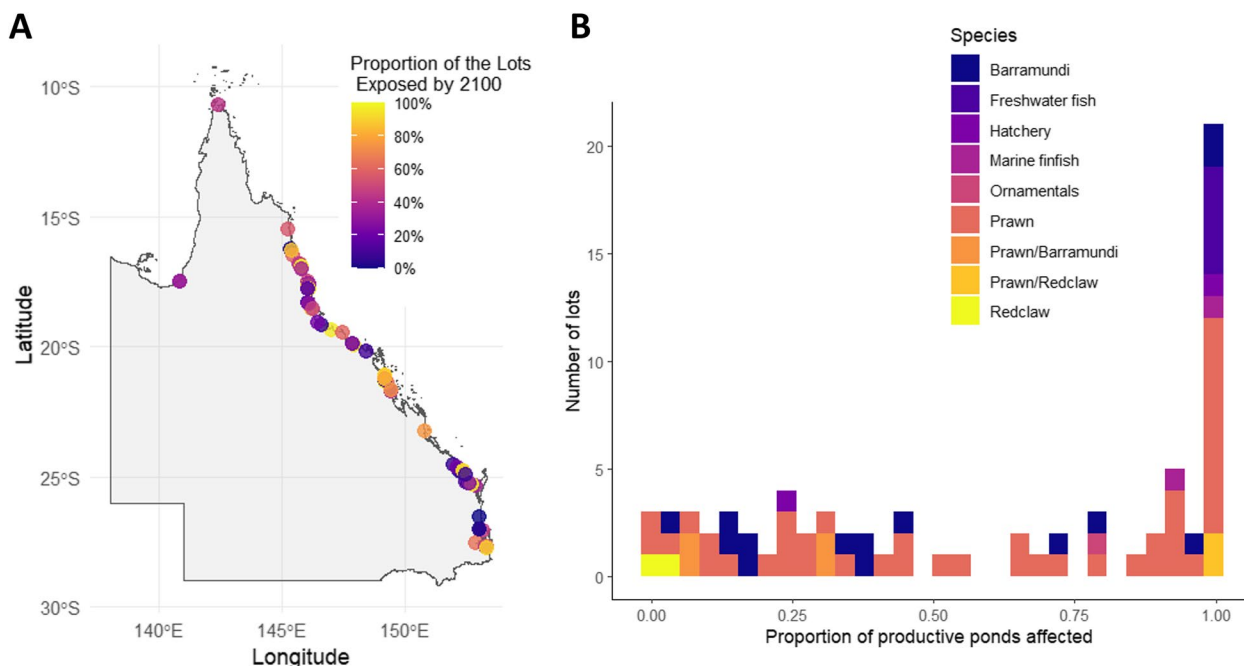 A
Proportion of the Lots
Exposed by 2100
100%
80%
60%
40%
20%
0%
10°S
15°S
20°S
25°S
30°S
Latitude
140°E
145°E
150°E
Longitude
B
Species
Barramundi
Freshwater fish
Hatchery
Marine finfish
Ornamentals
Prawn
Prawn/Barramundi
Prawn/Redclaw
Redclaw
20
15
10
5
0
Number of lots
0.00
0.25
0.50
0.75
1.00
Proportion of productive ponds affected